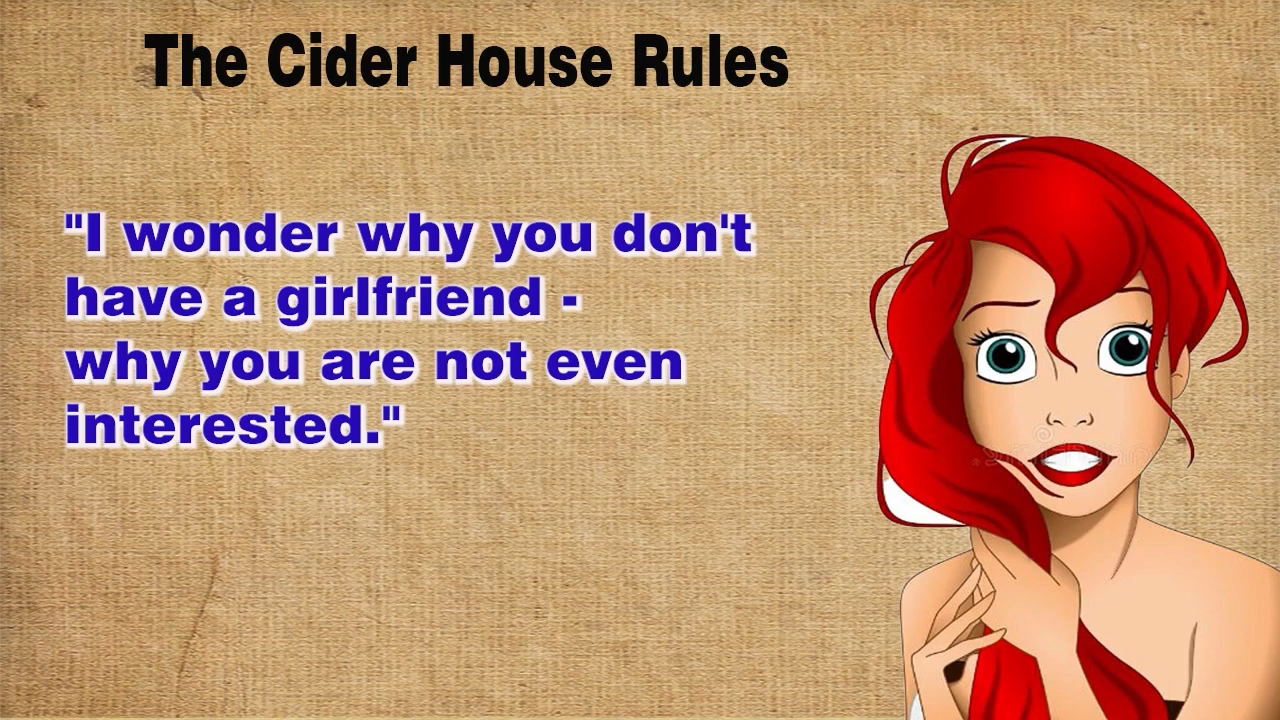 The Cider House Rules
"I wonder why you don't
have a girlfriend -
why you are not even
interested."